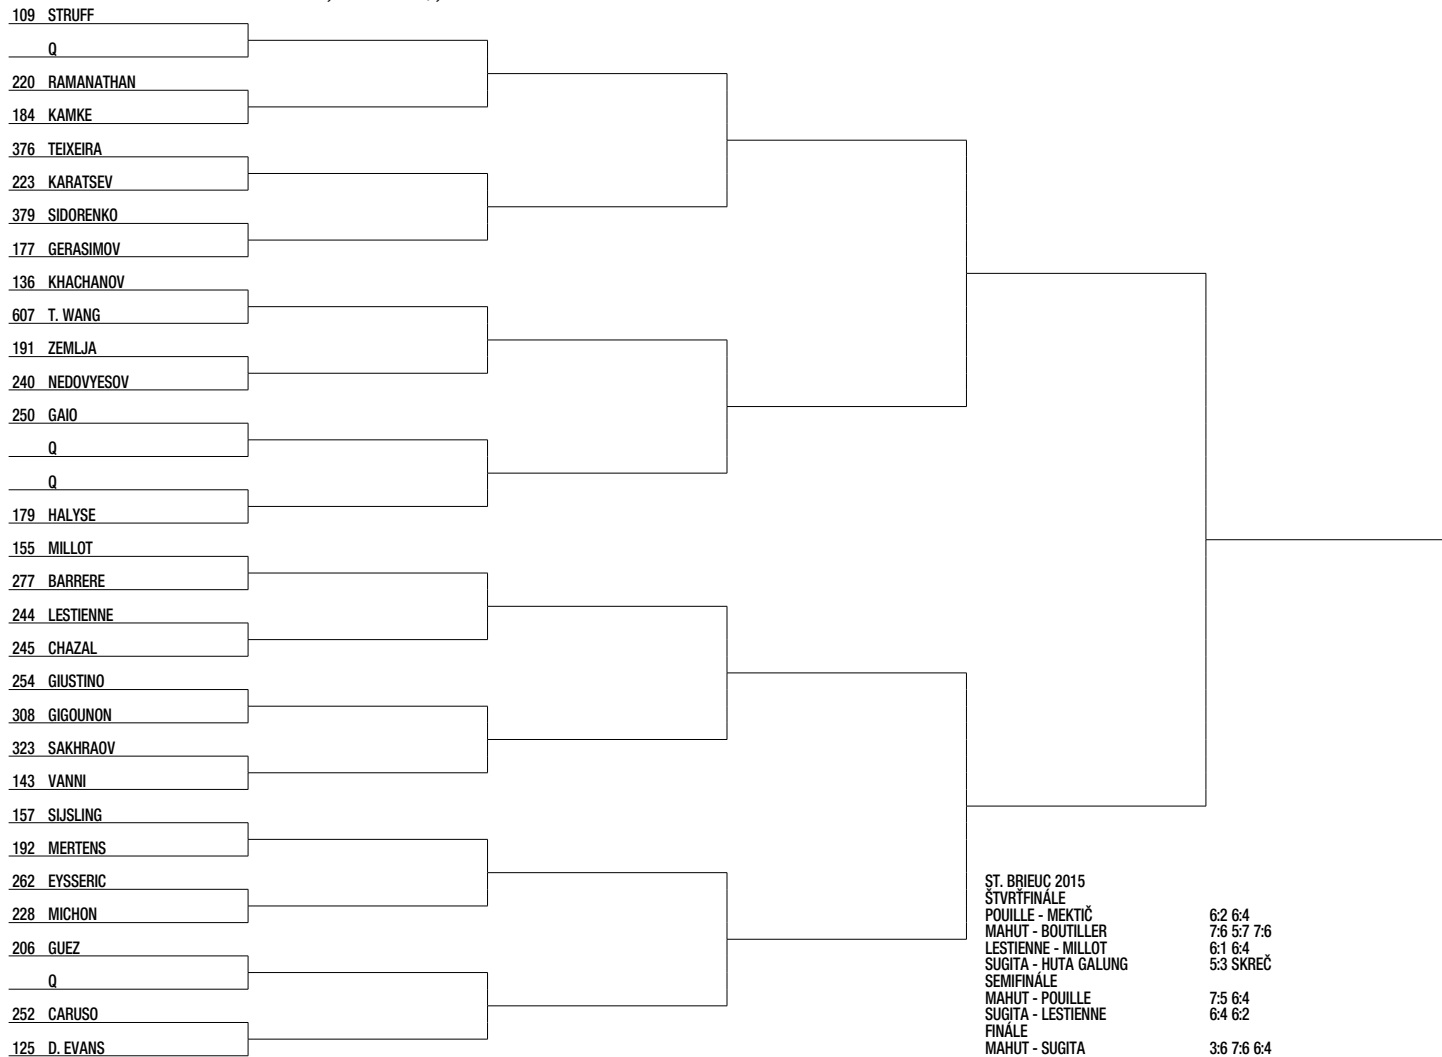 109 STRUFF
Q
220 RAMANATHAN
184 KAMKE
376 TEIXEIRA
223 KARATSEV
379 SIDORENKO
177 GERASIMOV
136 KHACHANOV
607 T. WANG
191 ZEMLJA
240 NEDOVYESOV
250 GAIO
Q
Q
179 HALYSE
155 MILLOT
277 BARRERE
244 LESTIENNE
245 CHAZAL
254 GIUSTINO
308 GIGOUNON
323 SAKHRAOV
143 VANNI
157 SIJSLING
192 MERTENS
262 EYSSERIC
228 MICHON
206 GUEZ
Q
252 CARUSO
125 D. EVANS
ST. BRIEUC 2015
ŠTVRŤFINÁLE
POUILLE - MEKTIČ 6:2 6:4
MAHUT - BOUTILLER 7:6 5:7 7:6
LESTIENNE - MILLOT 6:1 6:4
SUGITA - HUTA GALUNG 5:3 SKREČ
SEMIFINÁLE
MAHUT - POUILLE 7:5 6:4
SUGITA - LESTIENNE 6:4 6:2
FINÁLE
MAHUT - SUGITA 3:6 7:6 6:4